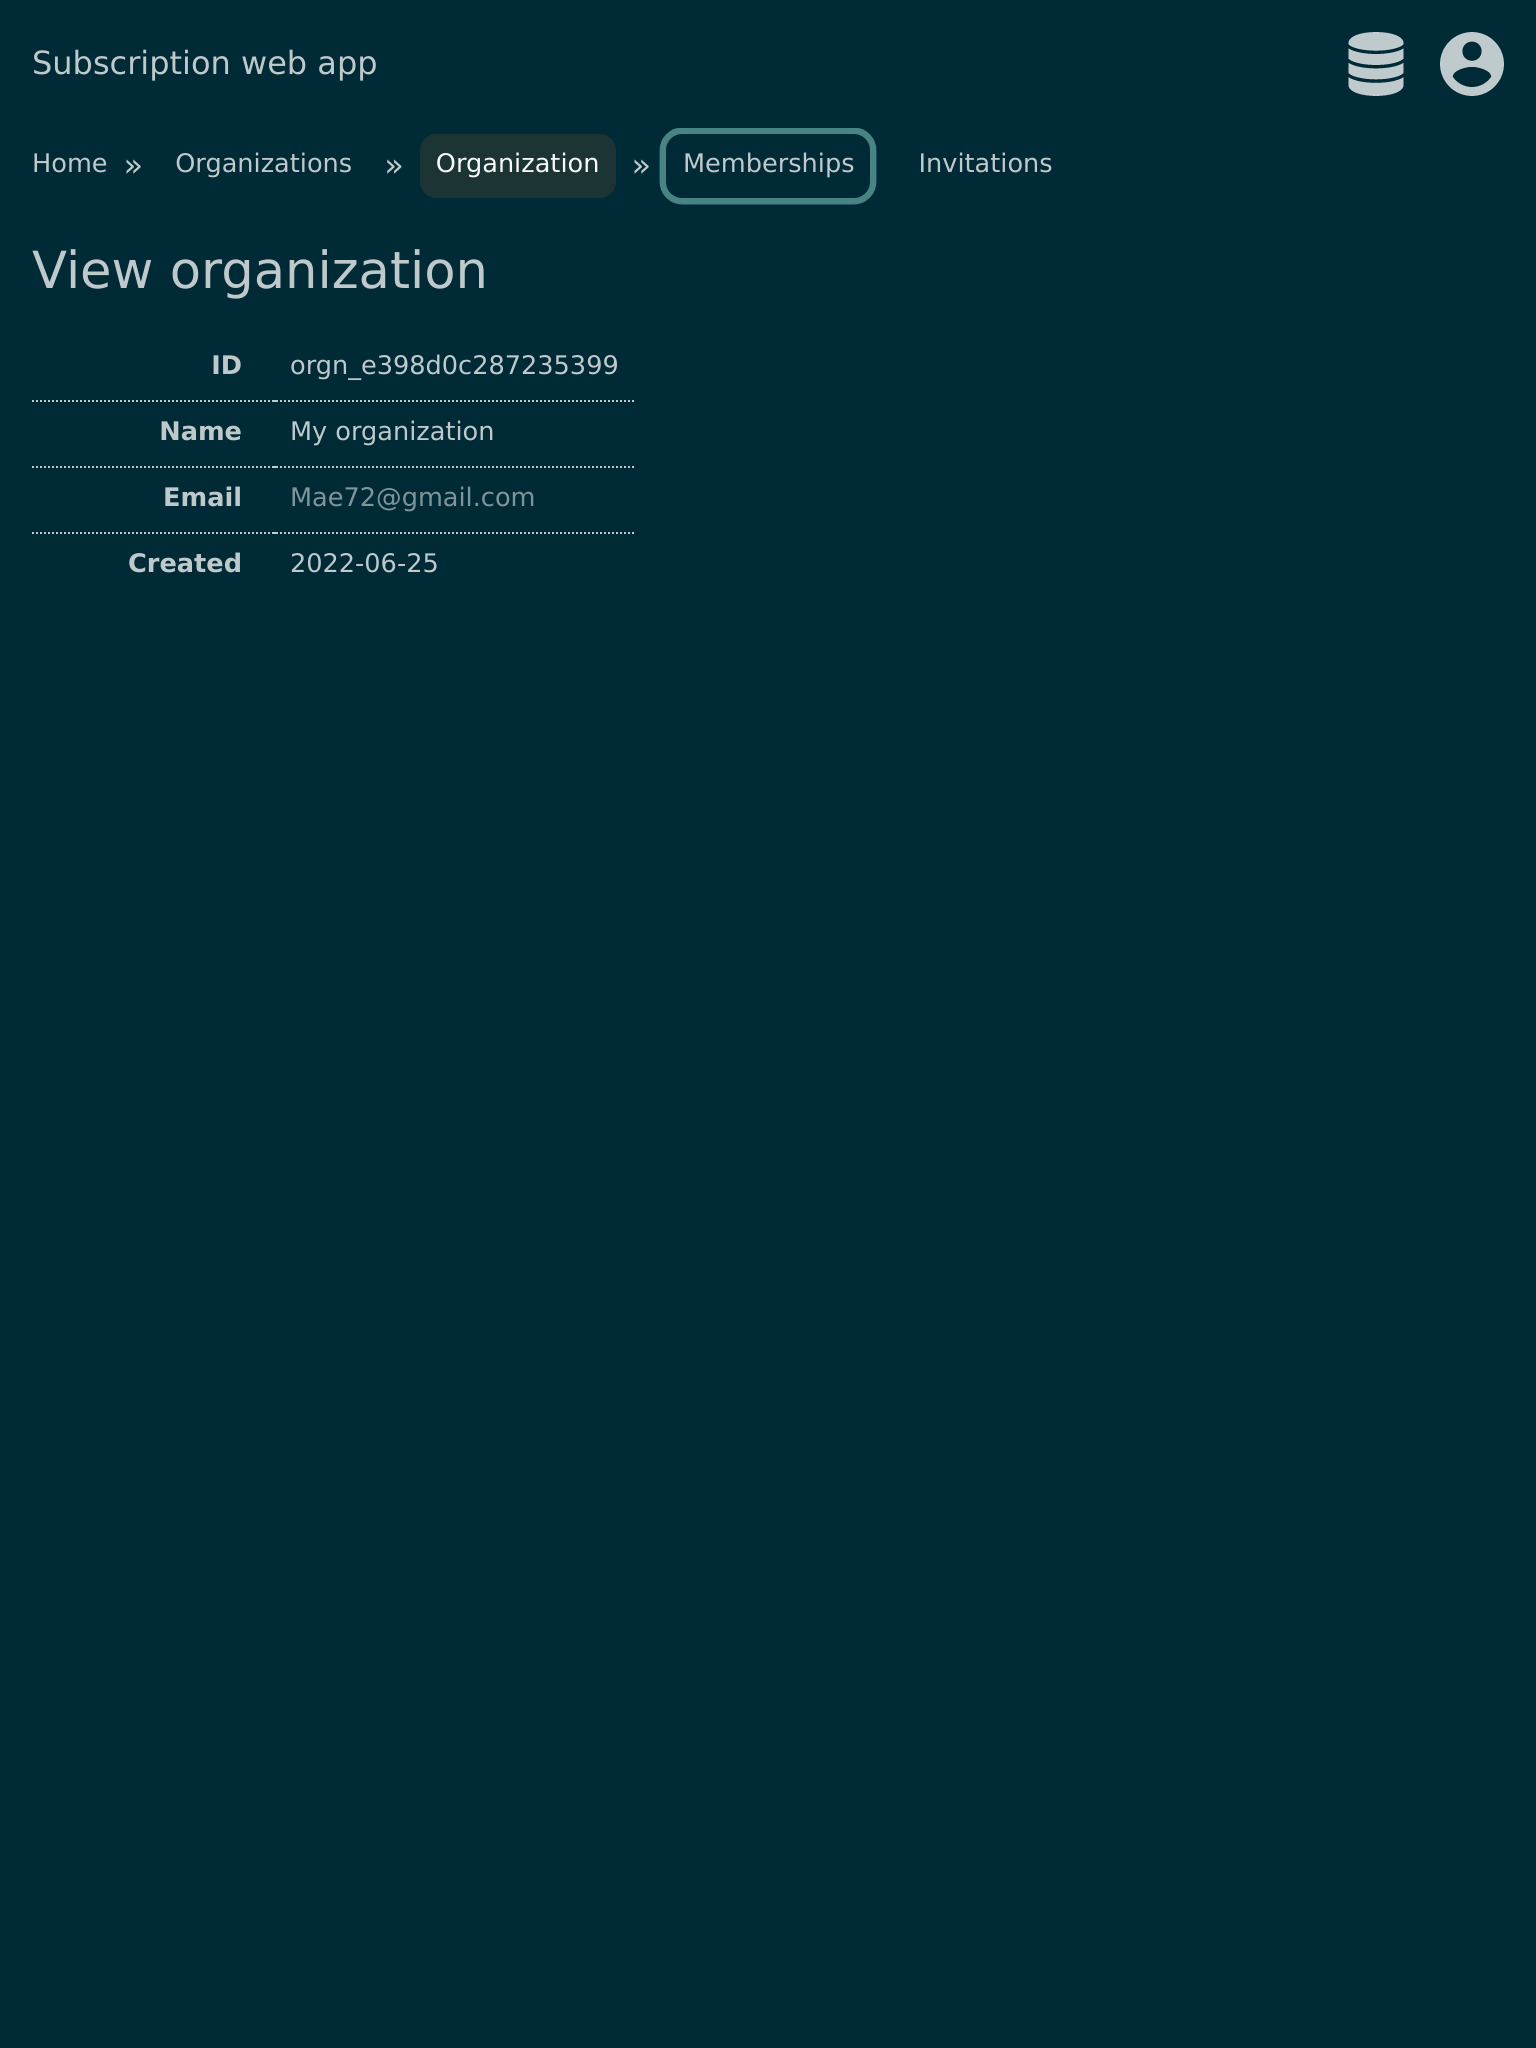 Subscription web app
Home » Organizations » Organization » Memberships Invitations
View organization
ID orgn_e398d0c287235399
Name My organization
Email Mae72@gmail.com
Created 2022-06-25